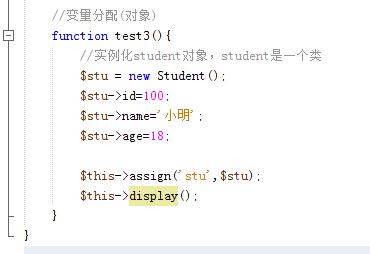 //变量分配(对象)
function test3(){
//实例化student对象，student是一个类
$stu = new Student();
$stu->id=100;
$stu->name='小明';
$stu->age=18;
$this->assign('stu',$stu);
$this->display();
}
}